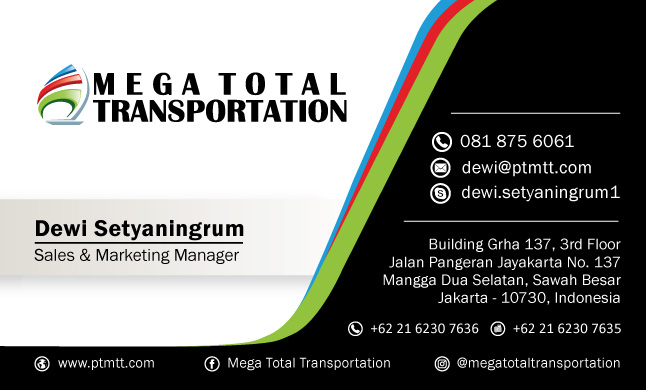 MEGA TOTAL
TRANSPORTATION
081 875 6061
dewi@ptmtt.com
dewi.setyaningrum1
Dewi Setyaningrum
Sales & Marketing Manager
Building Grha 137, 3rd Floor
Jalan Pangeran Jayakarta No. 137
Mangga Dua Selatan, Sawah Besar
Jakarta - 10730, Indonesia
+62 21 6230 7636 +62 21 6230 7635
www.ptmtt.com Mega Total Transportation @megatotaltransportation